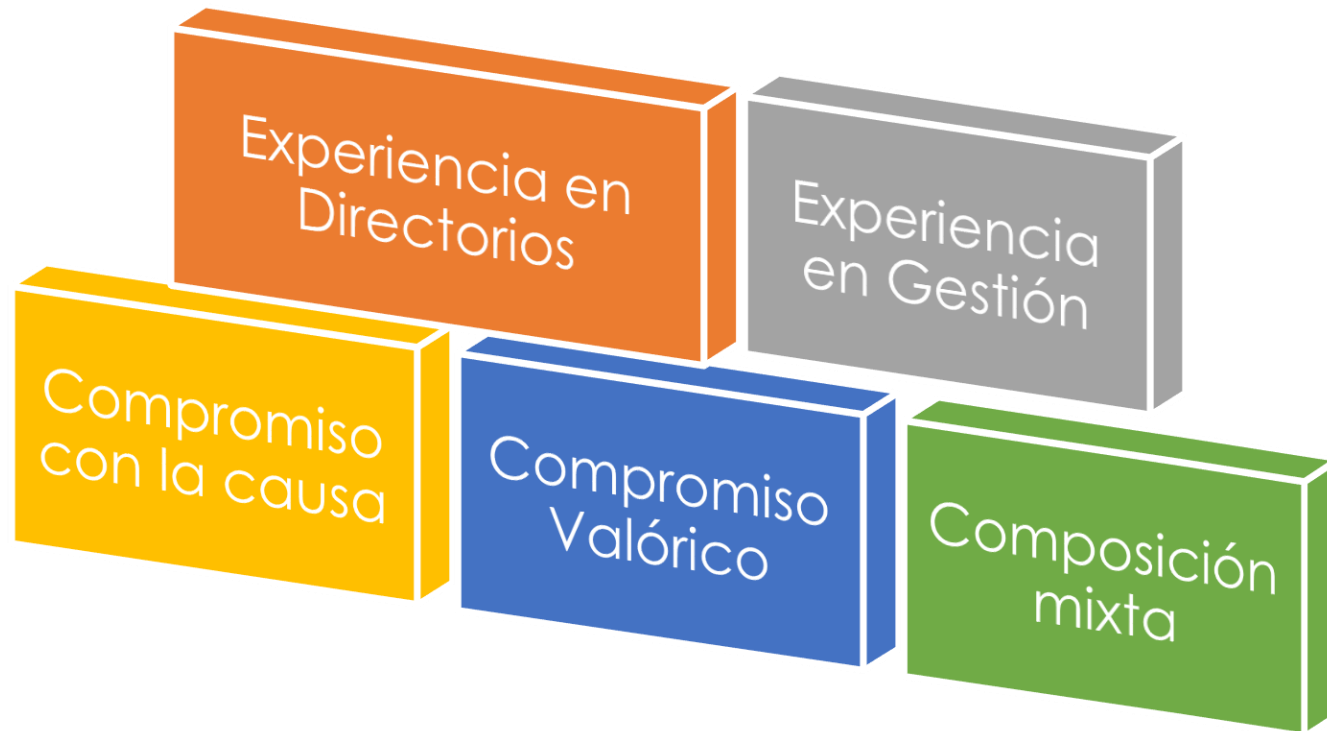 Experiencia en
Directorios
Experiencia
en Gestión
Compromiso
con la causa
Compromiso
Valórico
Composición
mixta